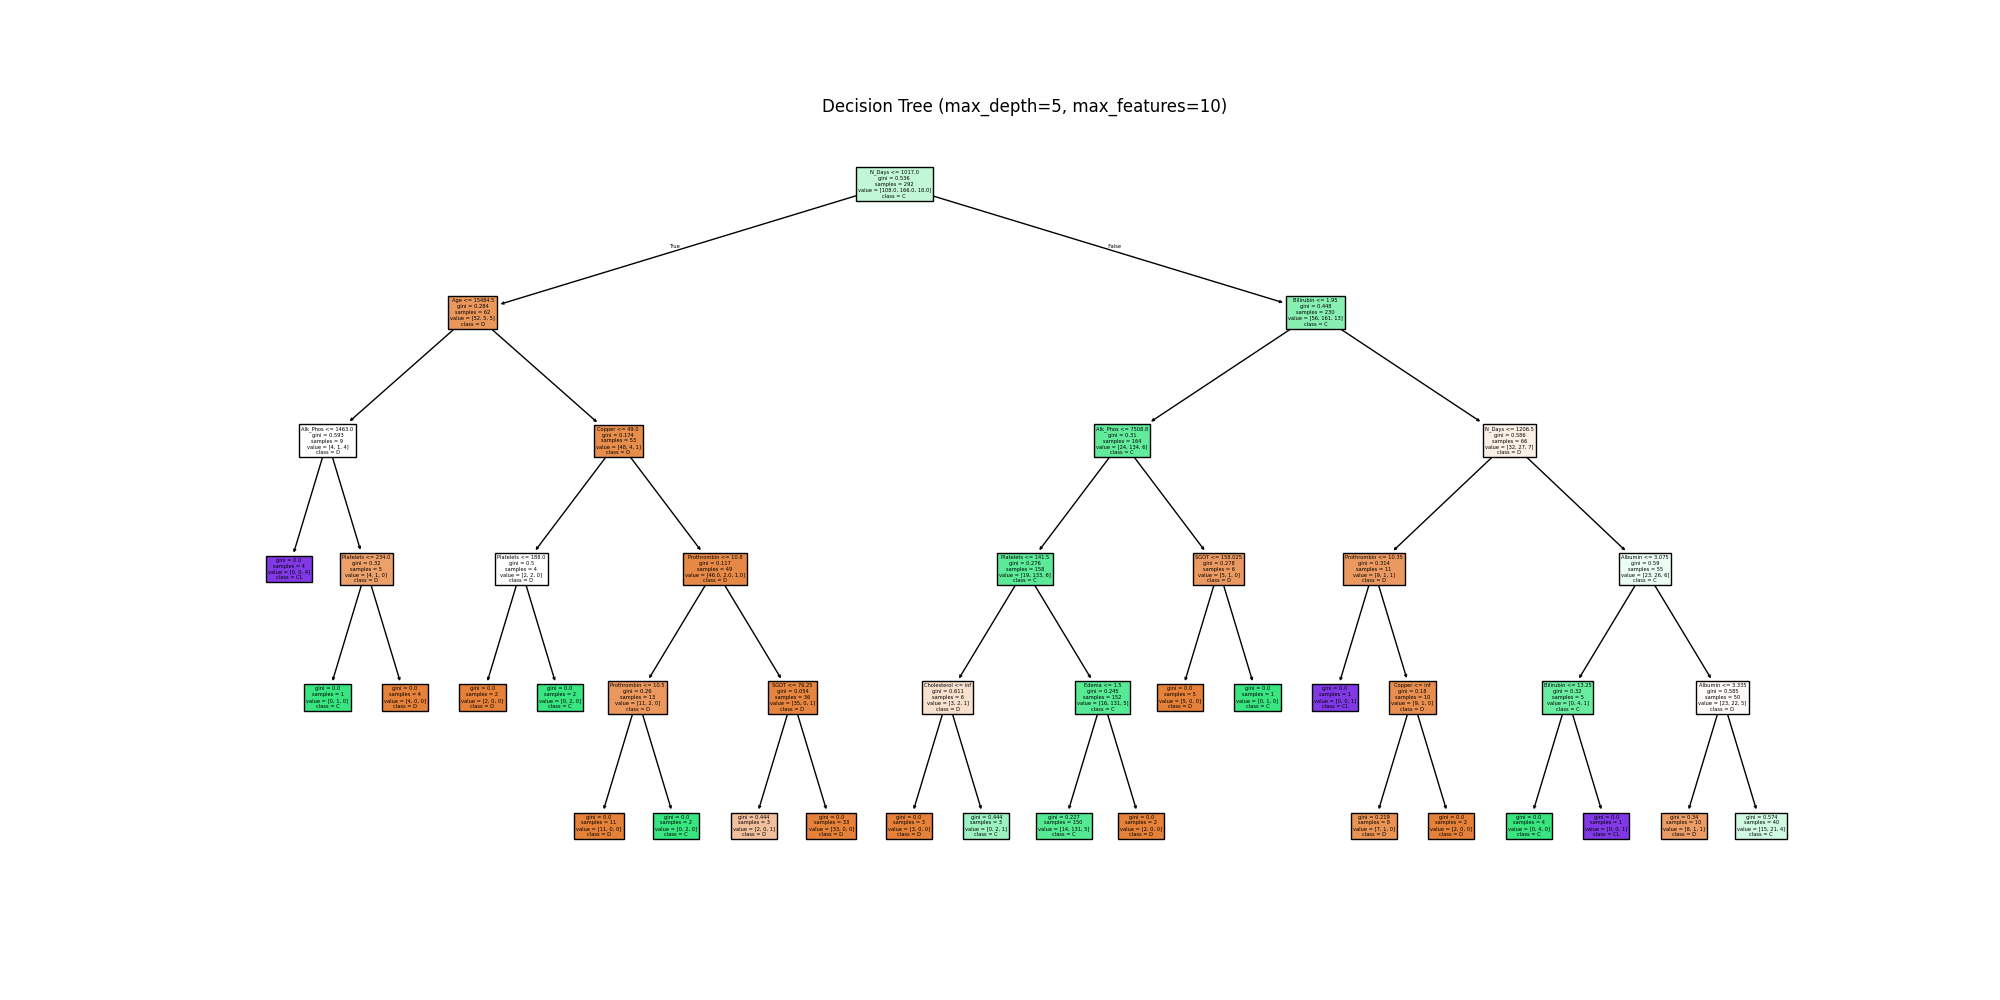 Decision Tree (max_depth=5, max_features=10)
N_Days <= 1017.0
gini = 0.536
samples = 292
value = [108.0, 166.0, 18.0]
class = C
True
False
Age <= 15484.5
gini = 0.284
samples = 62
value = [52, 5, 5]
class = D
Bilirubin <= 1.95
gini = 0.448
samples = 230
value = [56, 161, 13]
class = C
Alk_Phos <= 1463.0
gini = 0.593
samples = 9
value = [4, 1, 4]
class = D
Copper <= 49.0
gini = 0.174
samples = 53
value = [48, 4, 1]
class = D
Alk_Phos <= 7508.8
gini = 0.31
samples = 164
value = [24, 134, 6]
class = C
N_Days <= 1206.5
gini = 0.586
samples = 66
value = [32, 27, 7]
class = D
gini = 0.0
samples = 4
value = [0, 0, 4]
class = CL
Platelets <= 234.0
gini = 0.32
samples = 5
value = [4, 1, 0]
class = D
Platelets <= 188.0
gini = 0.5
samples = 4
value = [2, 2, 0]
class = D
Prothrombin <= 10.8
gini = 0.117
samples = 49
value = [46.0, 2.0, 1.0]
class = D
Platelets <= 141.5
gini = 0.276
samples = 158
value = [19, 133, 6]
class = C
SGOT <= 158.025
gini = 0.278
samples = 6
value = [5, 1, 0]
class = D
Prothrombin <= 10.35
gini = 0.314
samples = 11
value = [9, 1, 1]
class = D
Albumin <= 3.075
gini = 0.59
samples = 55
value = [23, 26, 6]
class = C
gini = 0.0
samples = 1
value = [0, 1, 0]
class = C
gini = 0.0
samples = 4
value = [4, 0, 0]
class = D
gini = 0.0
samples = 2
value = [2, 0, 0]
class = D
gini = 0.0
samples = 2
value = [0, 2, 0]
class = C
Prothrombin <= 10.5
gini = 0.26
samples = 13
value = [11, 2, 0]
class = D
SGOT <= 76.25
gini = 0.054
samples = 36
value = [35, 0, 1]
class = D
Cholesterol <= inf
gini = 0.611
samples = 6
value = [3, 2, 1]
class = D
Edema <= 1.5
gini = 0.245
samples = 152
value = [16, 131, 5]
class = C
gini = 0.0
samples = 5
value = [5, 0, 0]
class = D
gini = 0.0
samples = 1
value = [0, 1, 0]
class = C
gini = 0.0
samples = 1
value = [0, 0, 1]
class = CL
Copper <= inf
gini = 0.18
samples = 10
value = [9, 1, 0]
class = D
Bilirubin <= 13.25
gini = 0.32
samples = 5
value = [0, 4, 1]
class = C
Albumin <= 3.335
gini = 0.585
samples = 50
value = [23, 22, 5]
class = D
gini = 0.0
samples = 11
value = [11, 0, 0]
class = D
gini = 0.0
samples = 2
value = [0, 2, 0]
class = C
gini = 0.444
samples = 3
value = [2, 0, 1]
class = D
gini = 0.0
samples = 33
value = [33, 0, 0]
class = D
gini = 0.0
samples = 3
value = [3, 0, 0]
class = D
gini = 0.444
samples = 3
value = [0, 2, 1]
class = C
gini = 0.227
samples = 150
value = [14, 131, 5]
class = C
gini = 0.0
samples = 2
value = [2, 0, 0]
class = D
gini = 0.219
samples = 8
value = [7, 1, 0]
class = D
gini = 0.0
samples = 2
value = [2, 0, 0]
class = D
gini = 0.0
samples = 4
value = [0, 4, 0]
class = C
gini = 0.0
samples = 1
value = [0, 0, 1]
class = CL
gini = 0.34
samples = 10
value = [8, 1, 1]
class = D
gini = 0.574
samples = 40
value = [15, 21, 4]
class = C